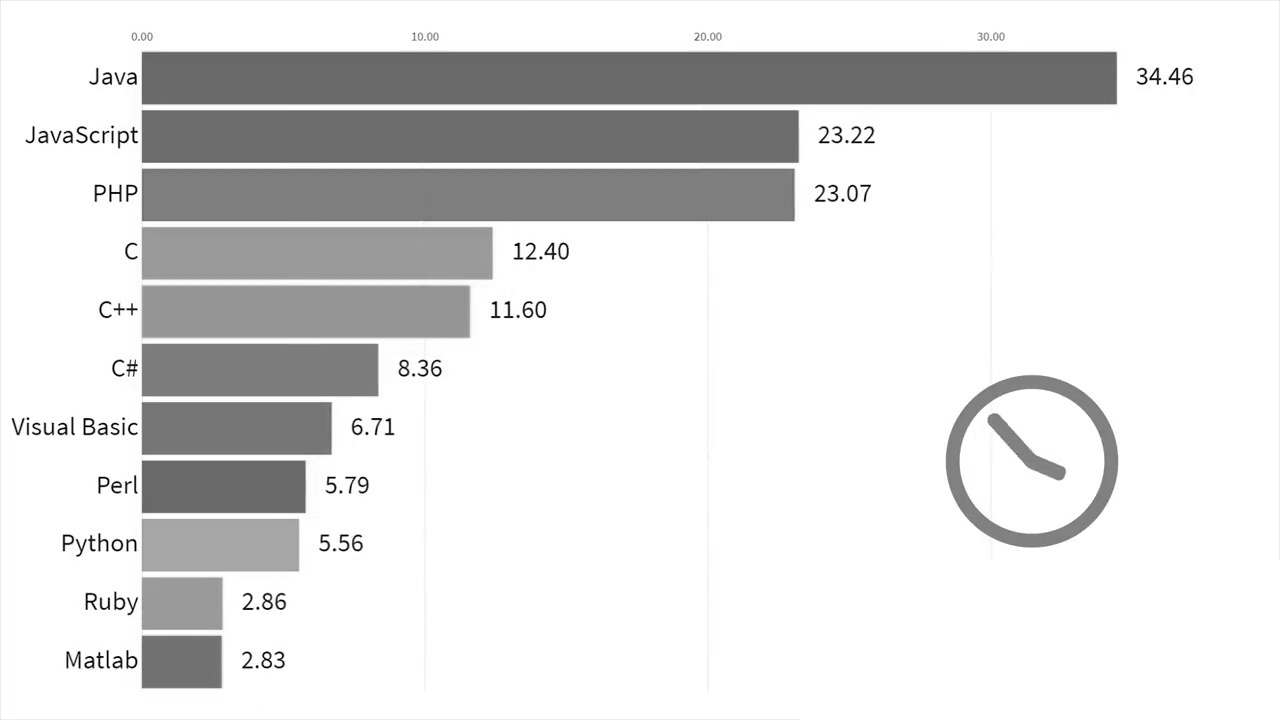 0.00 10.00 20.00 30.00
Java 34.46
JavaScript 23.22
PHP 23.07
C 12.40
C++ 11.60
C# 8.36
Visual Basic 6.71
Perl 5.79
Python 5.56
Ruby 2.86
Matlab 2.83